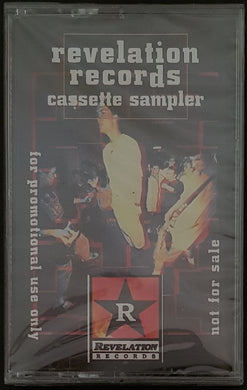 revelation
records
cassette sampler
for promotional use only
not for sale
R
REVELATION
RECORDS